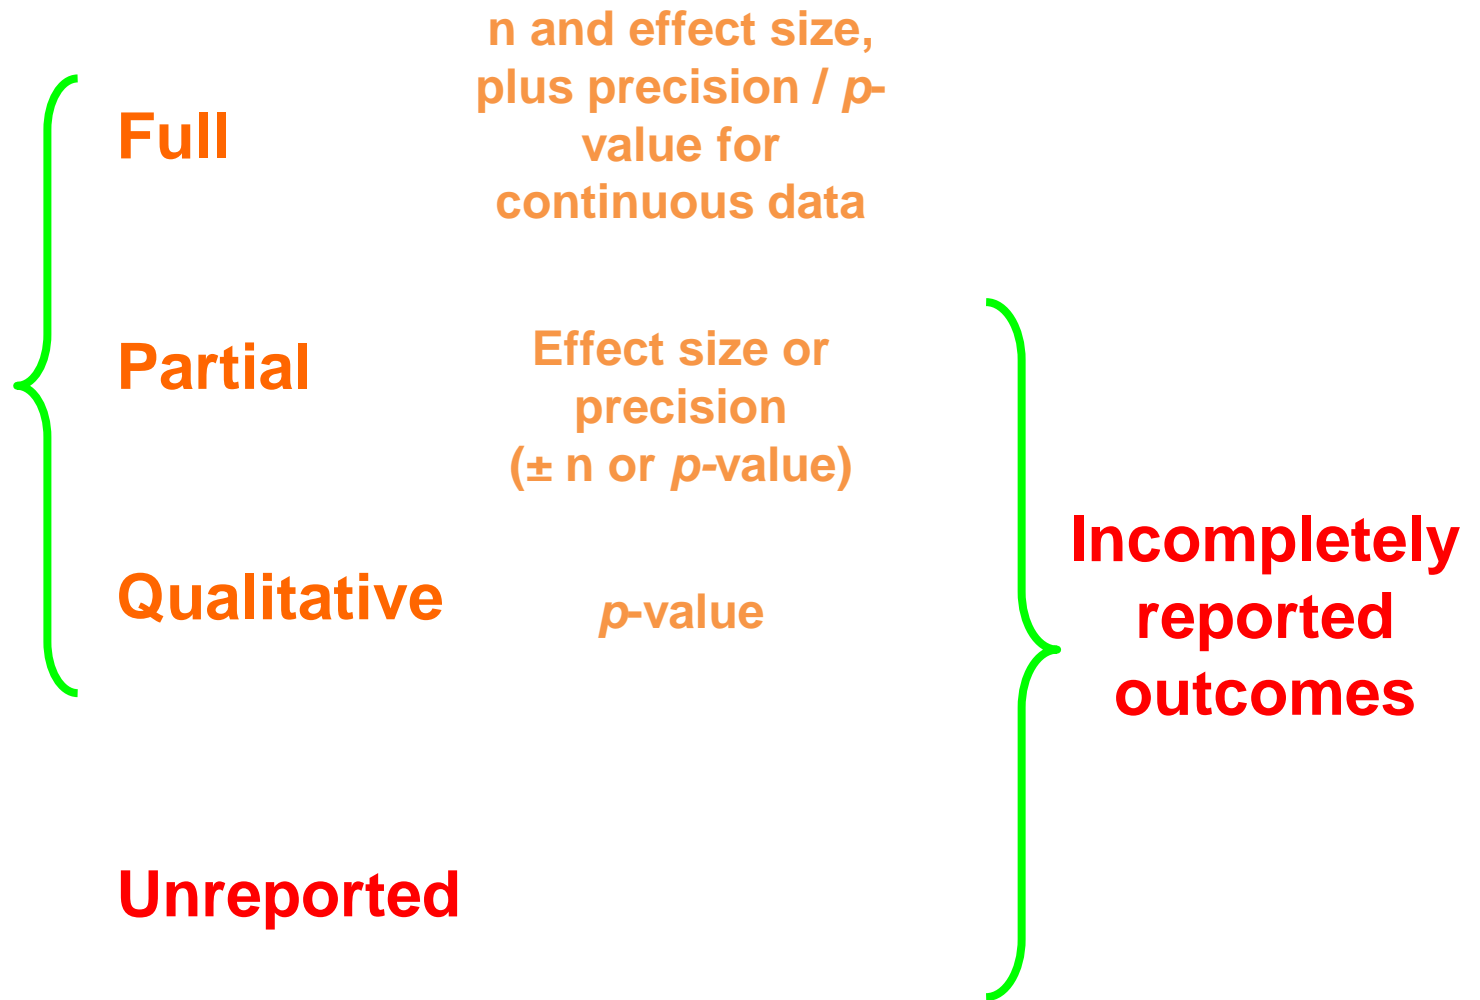 n and effect size,
plus precision / p-
value for
continuous data
Full
Partial
Effect size or
precision
(± n or p-value)
Qualitative
p-value
Incompletely
reported
outcomes
Unreported